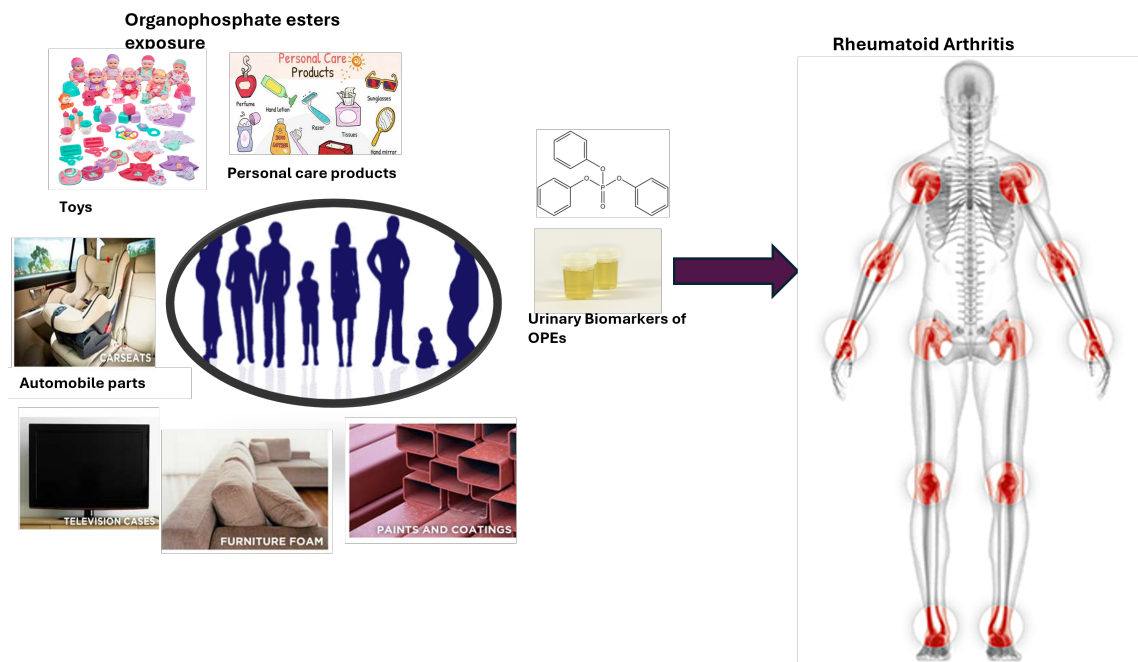 Organophosphate esters
exposure
Rheumatoid Arthritis
Personal Care
Products
Perfume
Hand lotion
Razor
Tissues
Sunglasses
Hand mirror
Personal care products
Toys
O
O
O
P
O
CARSEATS
Automobile parts
Urinary Biomarkers of
OPEs
TELEVISION CASES
FURNITURE FOAM
PAINTS AND COATINGS